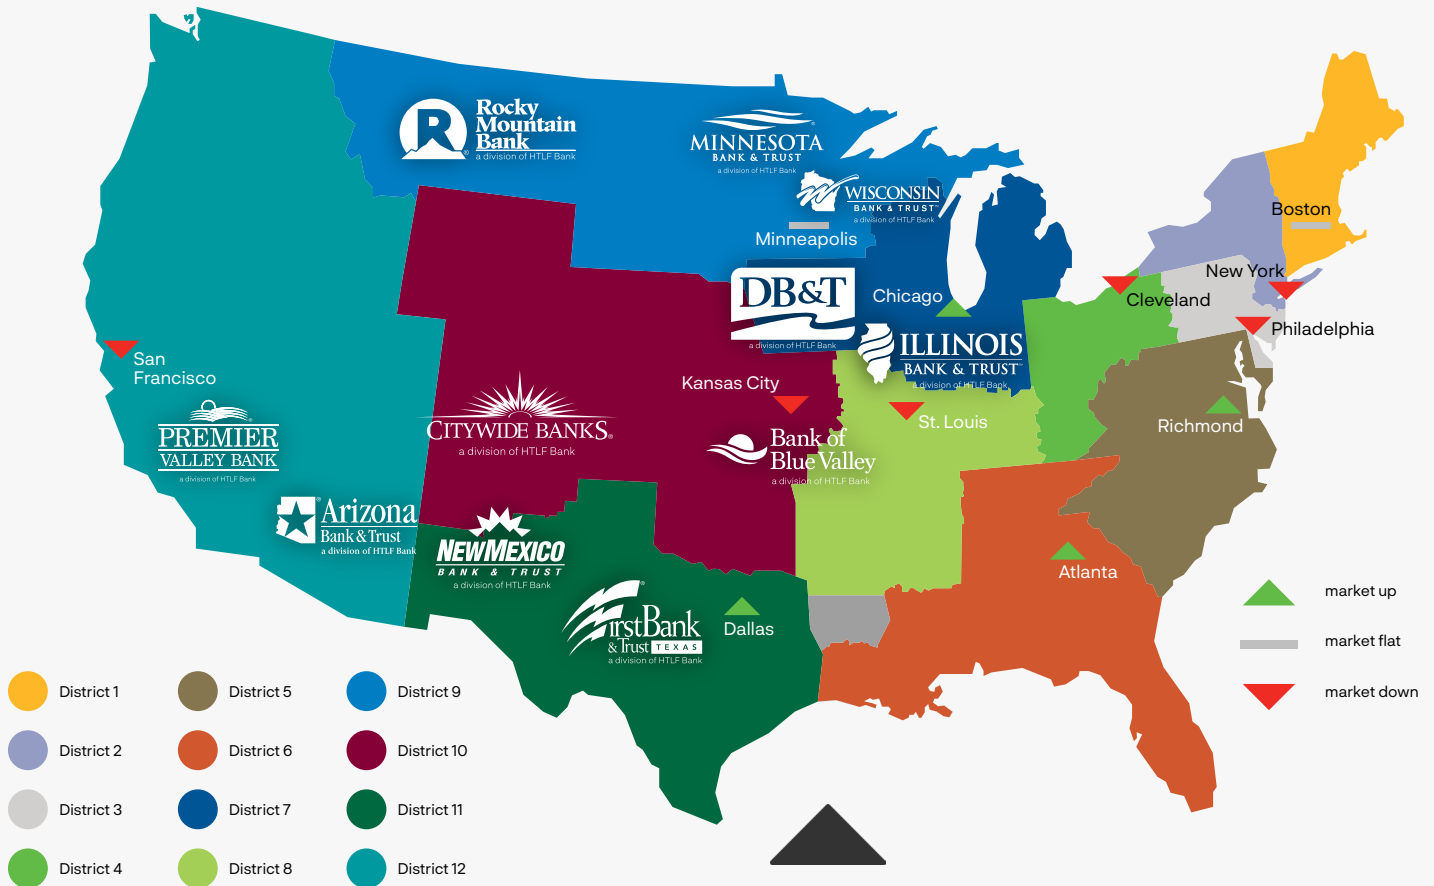 Rocky
Mountain
Bank
a division of HTLF Bank
MINNESOTA
BANK & TRUST
a division of HTLF Bank
WISCONSIN
BANK & TRUST
a division of HTLF Bank
Minneapolis
Boston
New York
Cleveland
Philadelphia
DB&T
a division of HTLF Bank
Chicago
ILLINOIS
BANK & TRUST
a division of HTLF Bank
San
Francisco
Kansas City
St. Louis
Richmond
PREMIER
VALLEY BANK
a division of HTLF Bank
CITYWIDE BANKS
a division of HTLF Bank
Bank of
Blue Valley
a division of HTLF Bank
Arizona
Bank & Trust
a division of HTLF Bank
NEW MEXICO
BANK & TRUST
a division of HTLF Bank
FirstBank
& Trust TEXAS
a division of HTLF Bank
Dallas
Atlanta
market up
market flat
market down
District 1
District 5
District 9
District 2
District 6
District 10
District 3
District 7
District 11
District 4
District 8
District 12